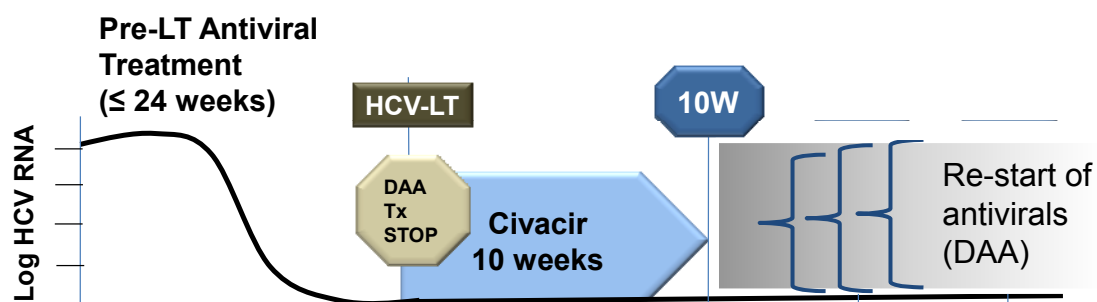 Pre-LT Antiviral
Treatment
(≤ 24 weeks)
HCV-LT
10W
Log HCV RNA
DAA
Tx
STOP
Civacir
10 weeks
Re-start of
antivirals
(DAA)